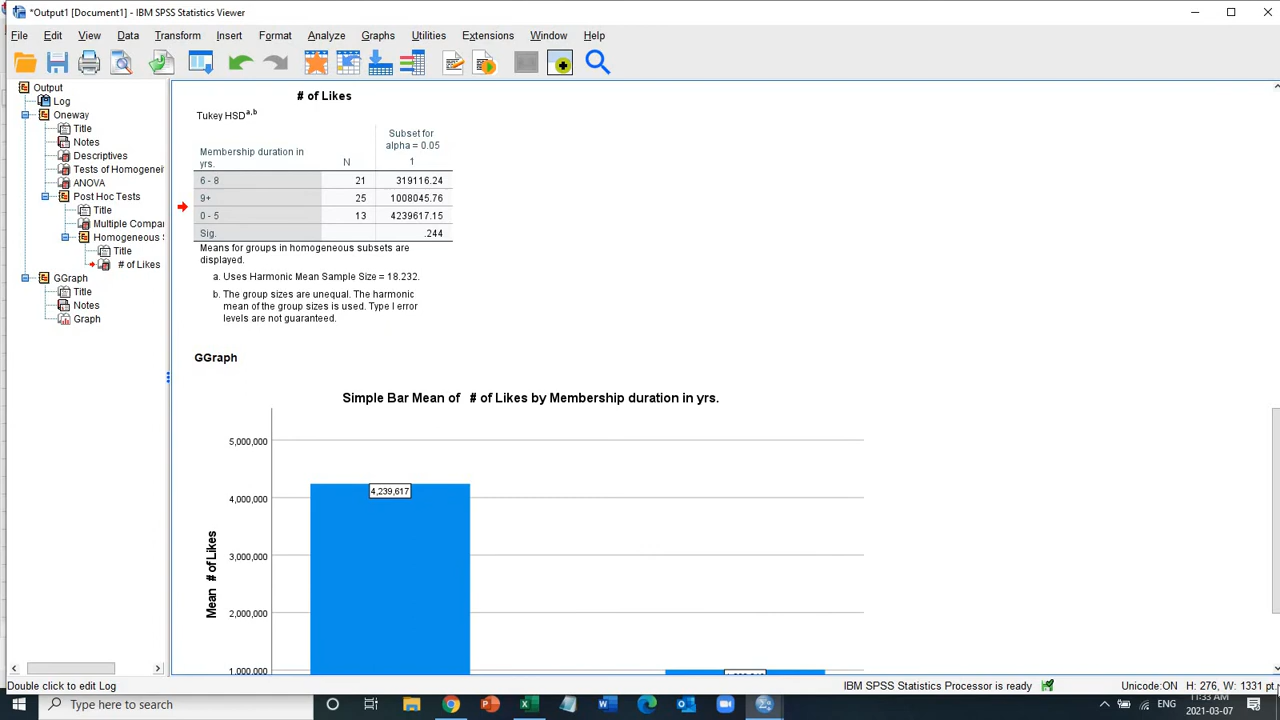 *Output1 [Document1] - IBM SPSS Statistics Viewer
File Edit View Data Transform Insert Format Analyze Graphs Utilities Extensions Window Help
Output
Log
Oneway
Title
Notes
Descriptives
Tests of Homogeneit
ANOVA
Post Hoc Tests
Title
Multiple Compar
Homogeneous S
Title
# of Likes
GGraph
Title
Notes
Graph
# of Likes
Tukey HSDa,b
Subset for
alpha = 0.05
Membership duration in
yrs. N 1
6 - 8 21 319116.24
9+ 25 1008045.76
0 - 5 13 4239617.15
Sig. .244
Means for groups in homogeneous subsets are
displayed.
a. Uses Harmonic Mean Sample Size = 18.232.
b. The group sizes are unequal. The harmonic
mean of the group sizes is used. Type I error
levels are not guaranteed.
GGraph
Simple Bar Mean of # of Likes by Membership duration in yrs.
5,000,000
4,239,617
4,000,000
3,000,000
Mean # of Likes
2,000,000
1,000,000
Double click to edit Log IBM SPSS Statistics Processor is ready Unicode:ON H: 276, W: 1331 pt.
Type here to search
ENG
11:33 AM
2021-03-07